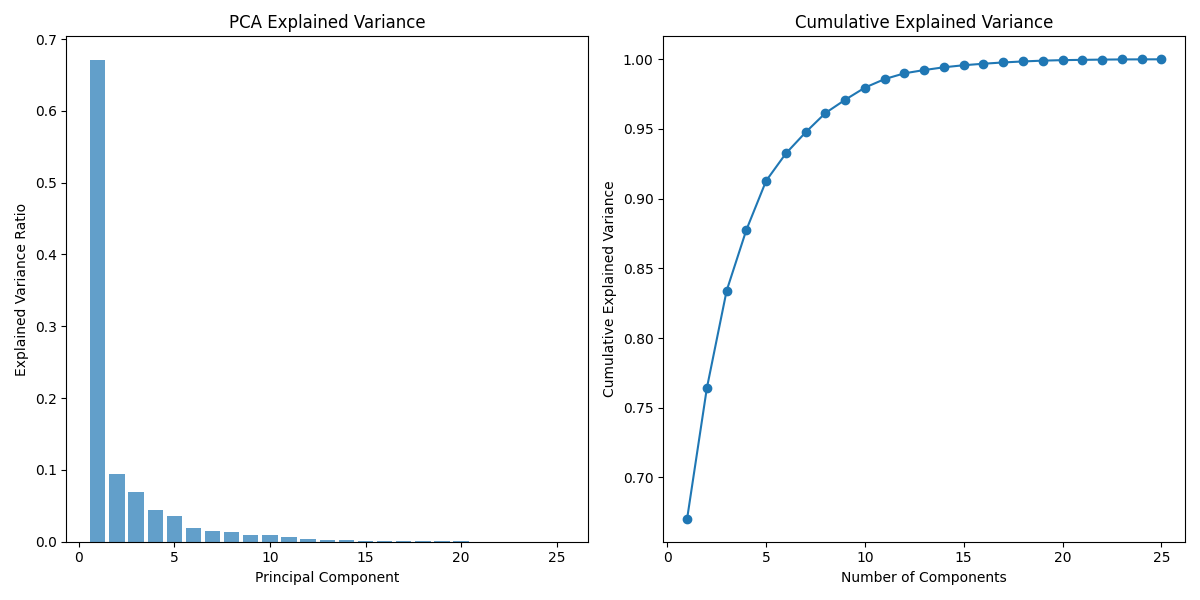 PCA Explained Variance
0.7
0.6
0.5
0.4
0.3
0.2
0.1
0.0
Explained Variance Ratio
0 5 10 15 20 25
Principal Component
Cumulative Explained Variance
1.00
0.95
0.90
0.85
0.80
0.75
0.70
Cumulative Explained Variance
0 5 10 15 20 25
Number of Components